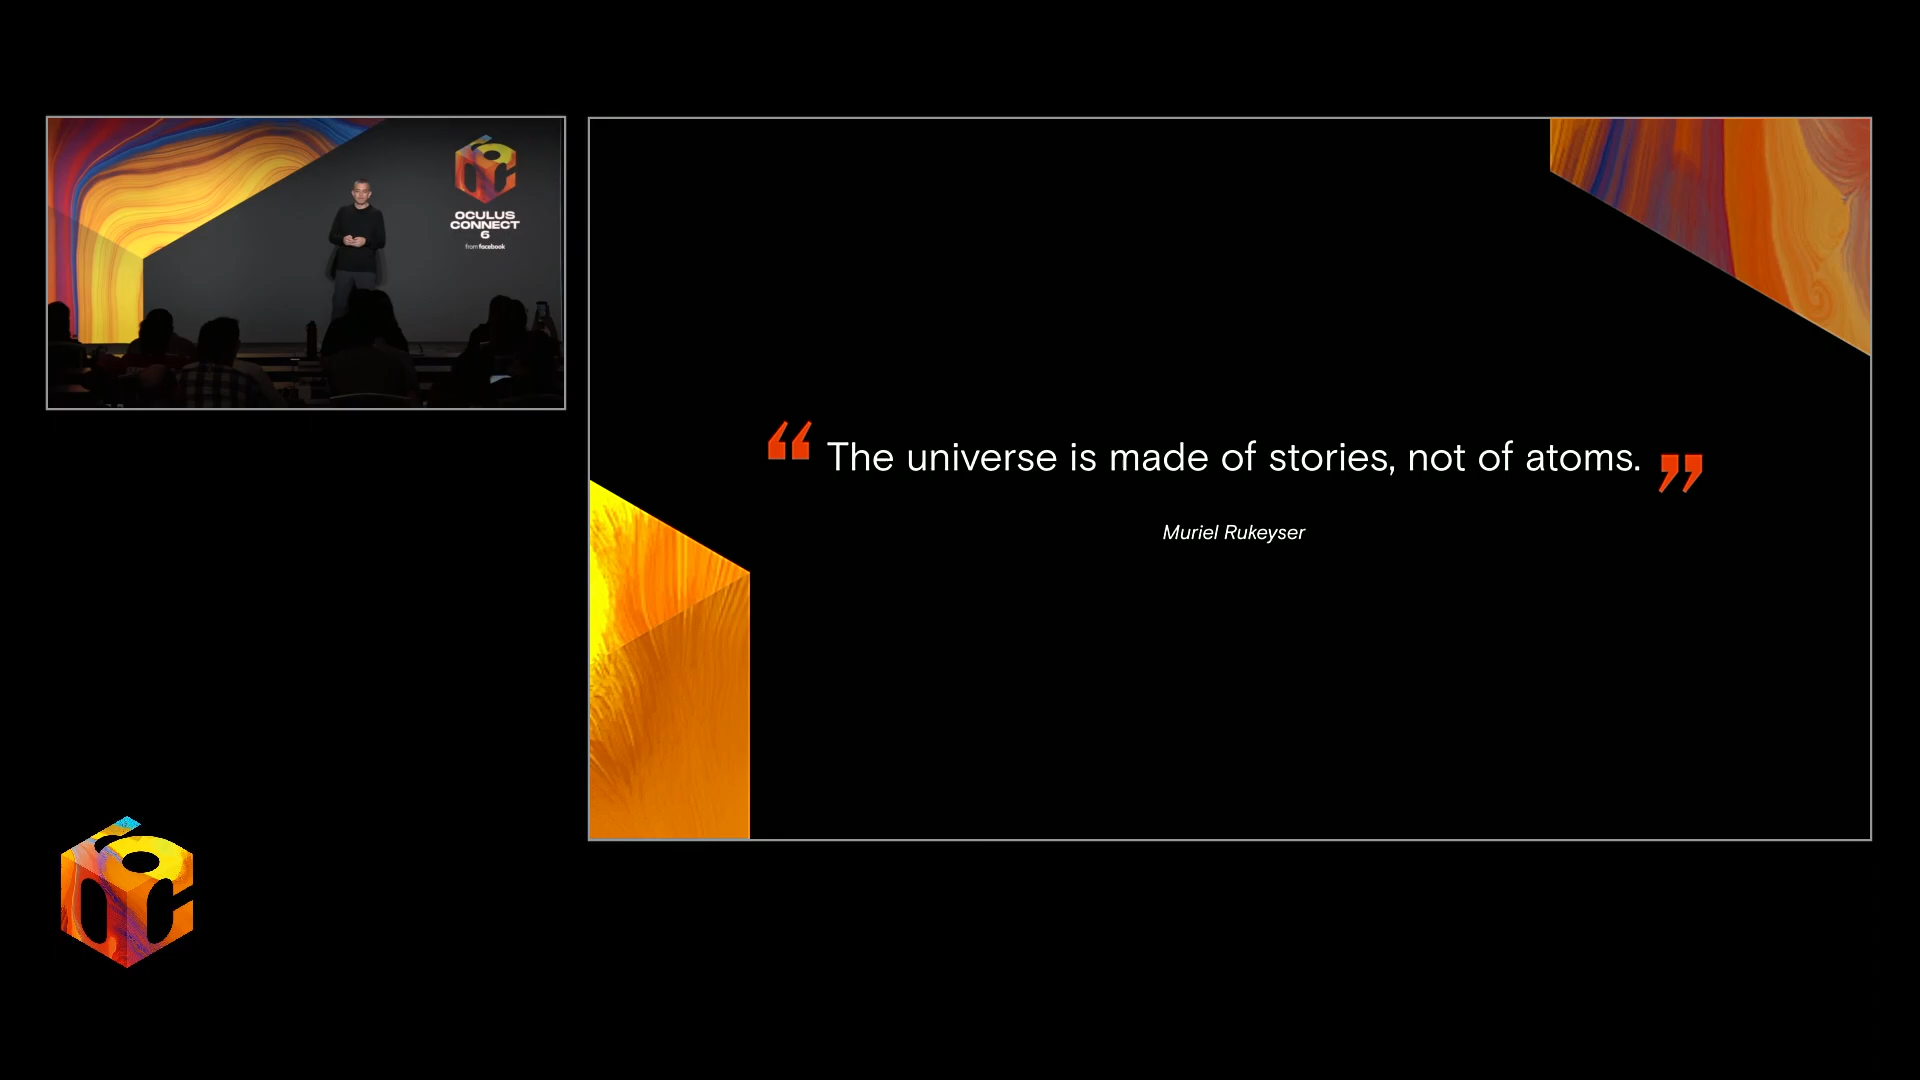 OCULUS
CONNECT
6
from facebook
“ The universe is made of stories, not of atoms. ”
Muriel Rukeyser